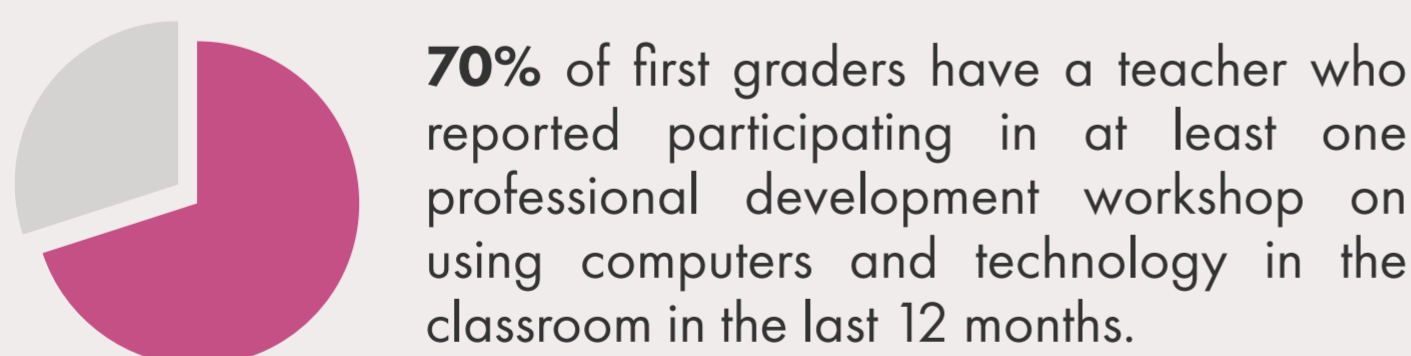 70% of first graders have a teacher who
reported participating in at least one
professional development workshop on
using computers and technology in the
classroom in the last 12 months.